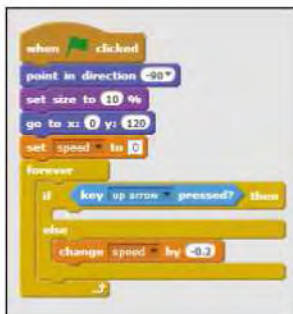 when clicked
point in direction -90
set size to 10 %
go to x: 0 y: 120
set speed to 0
forever
if key up arrow pressed? then
else
change speed by -0.2